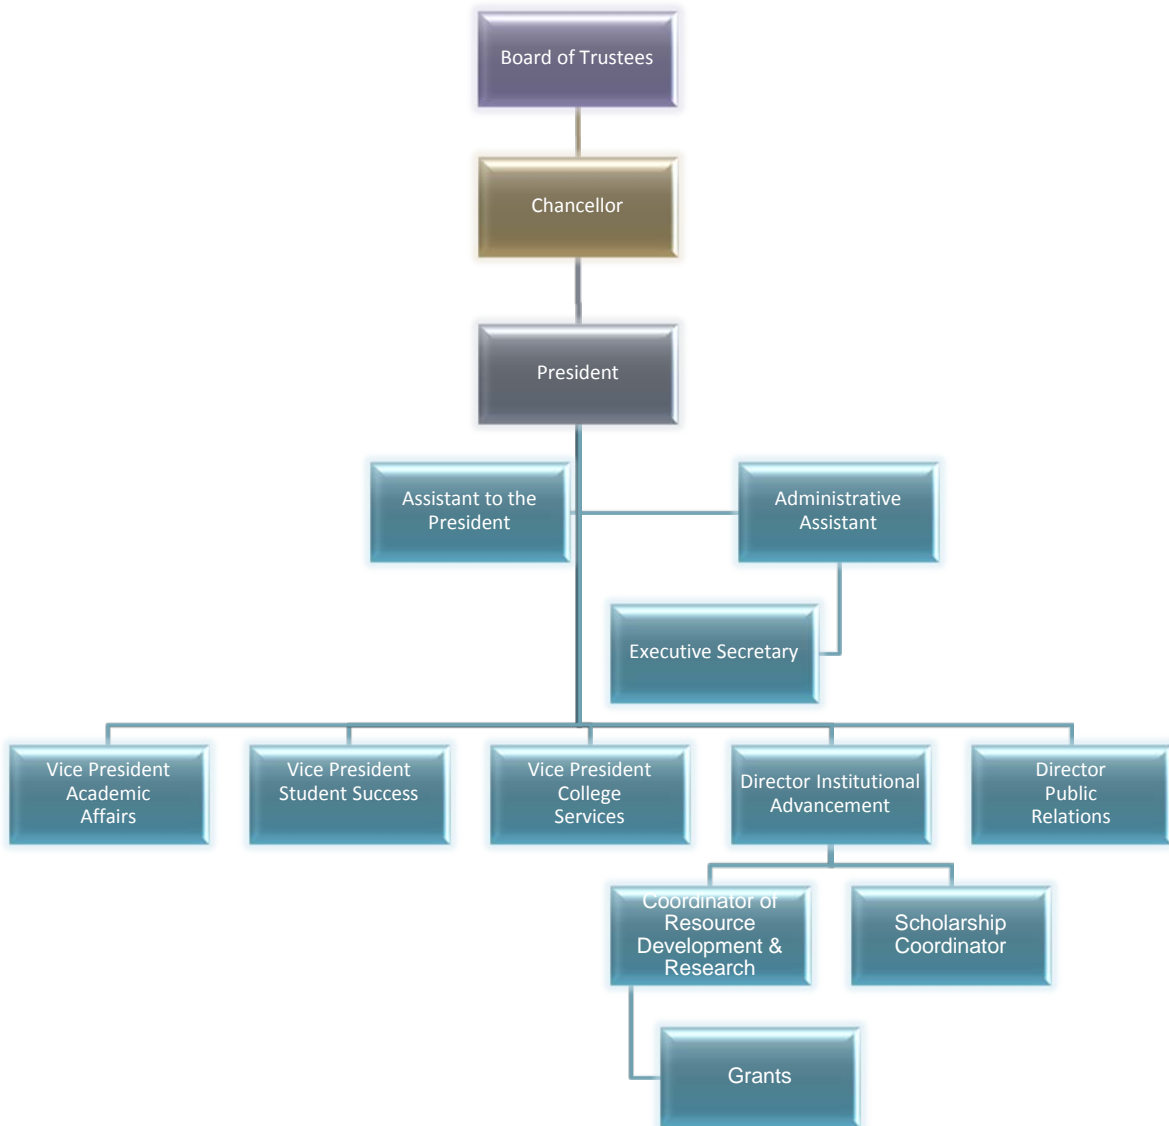 Board of Trustees
Chancellor
President
Assistant to the
President
Administrative
Assistant
Executive Secretary
Vice President
Academic
Affairs
Vice President
Student Success
Vice President
College
Services
Director Institutional
Advancement
Director
Public
Relations
Coordinator of
Resource
Development &
Research
Scholarship
Coordinator
Grants